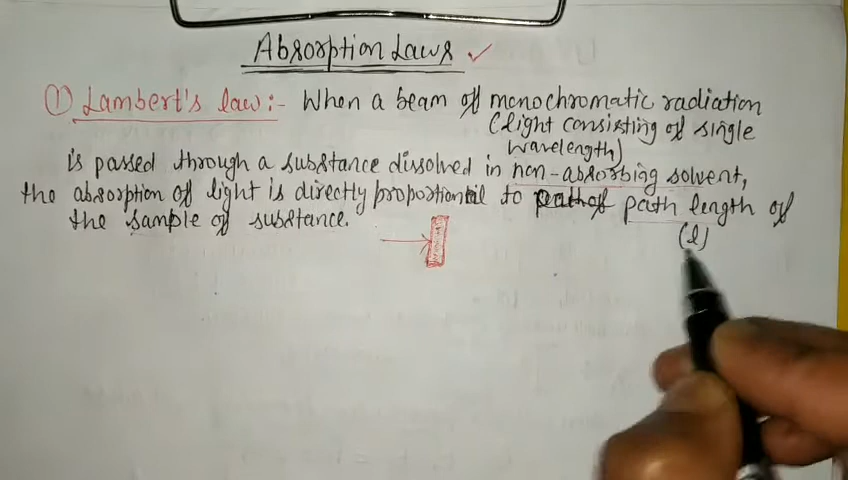 Absorption Laws
① Lambert's law:- When a beam of monochromatic radiation
(light consisting of single
wavelength)
is passed through a substance dissolved in non-absorbing solvent,
the absorption of light is directly proportional to path length of
(l)
the sample of substance.